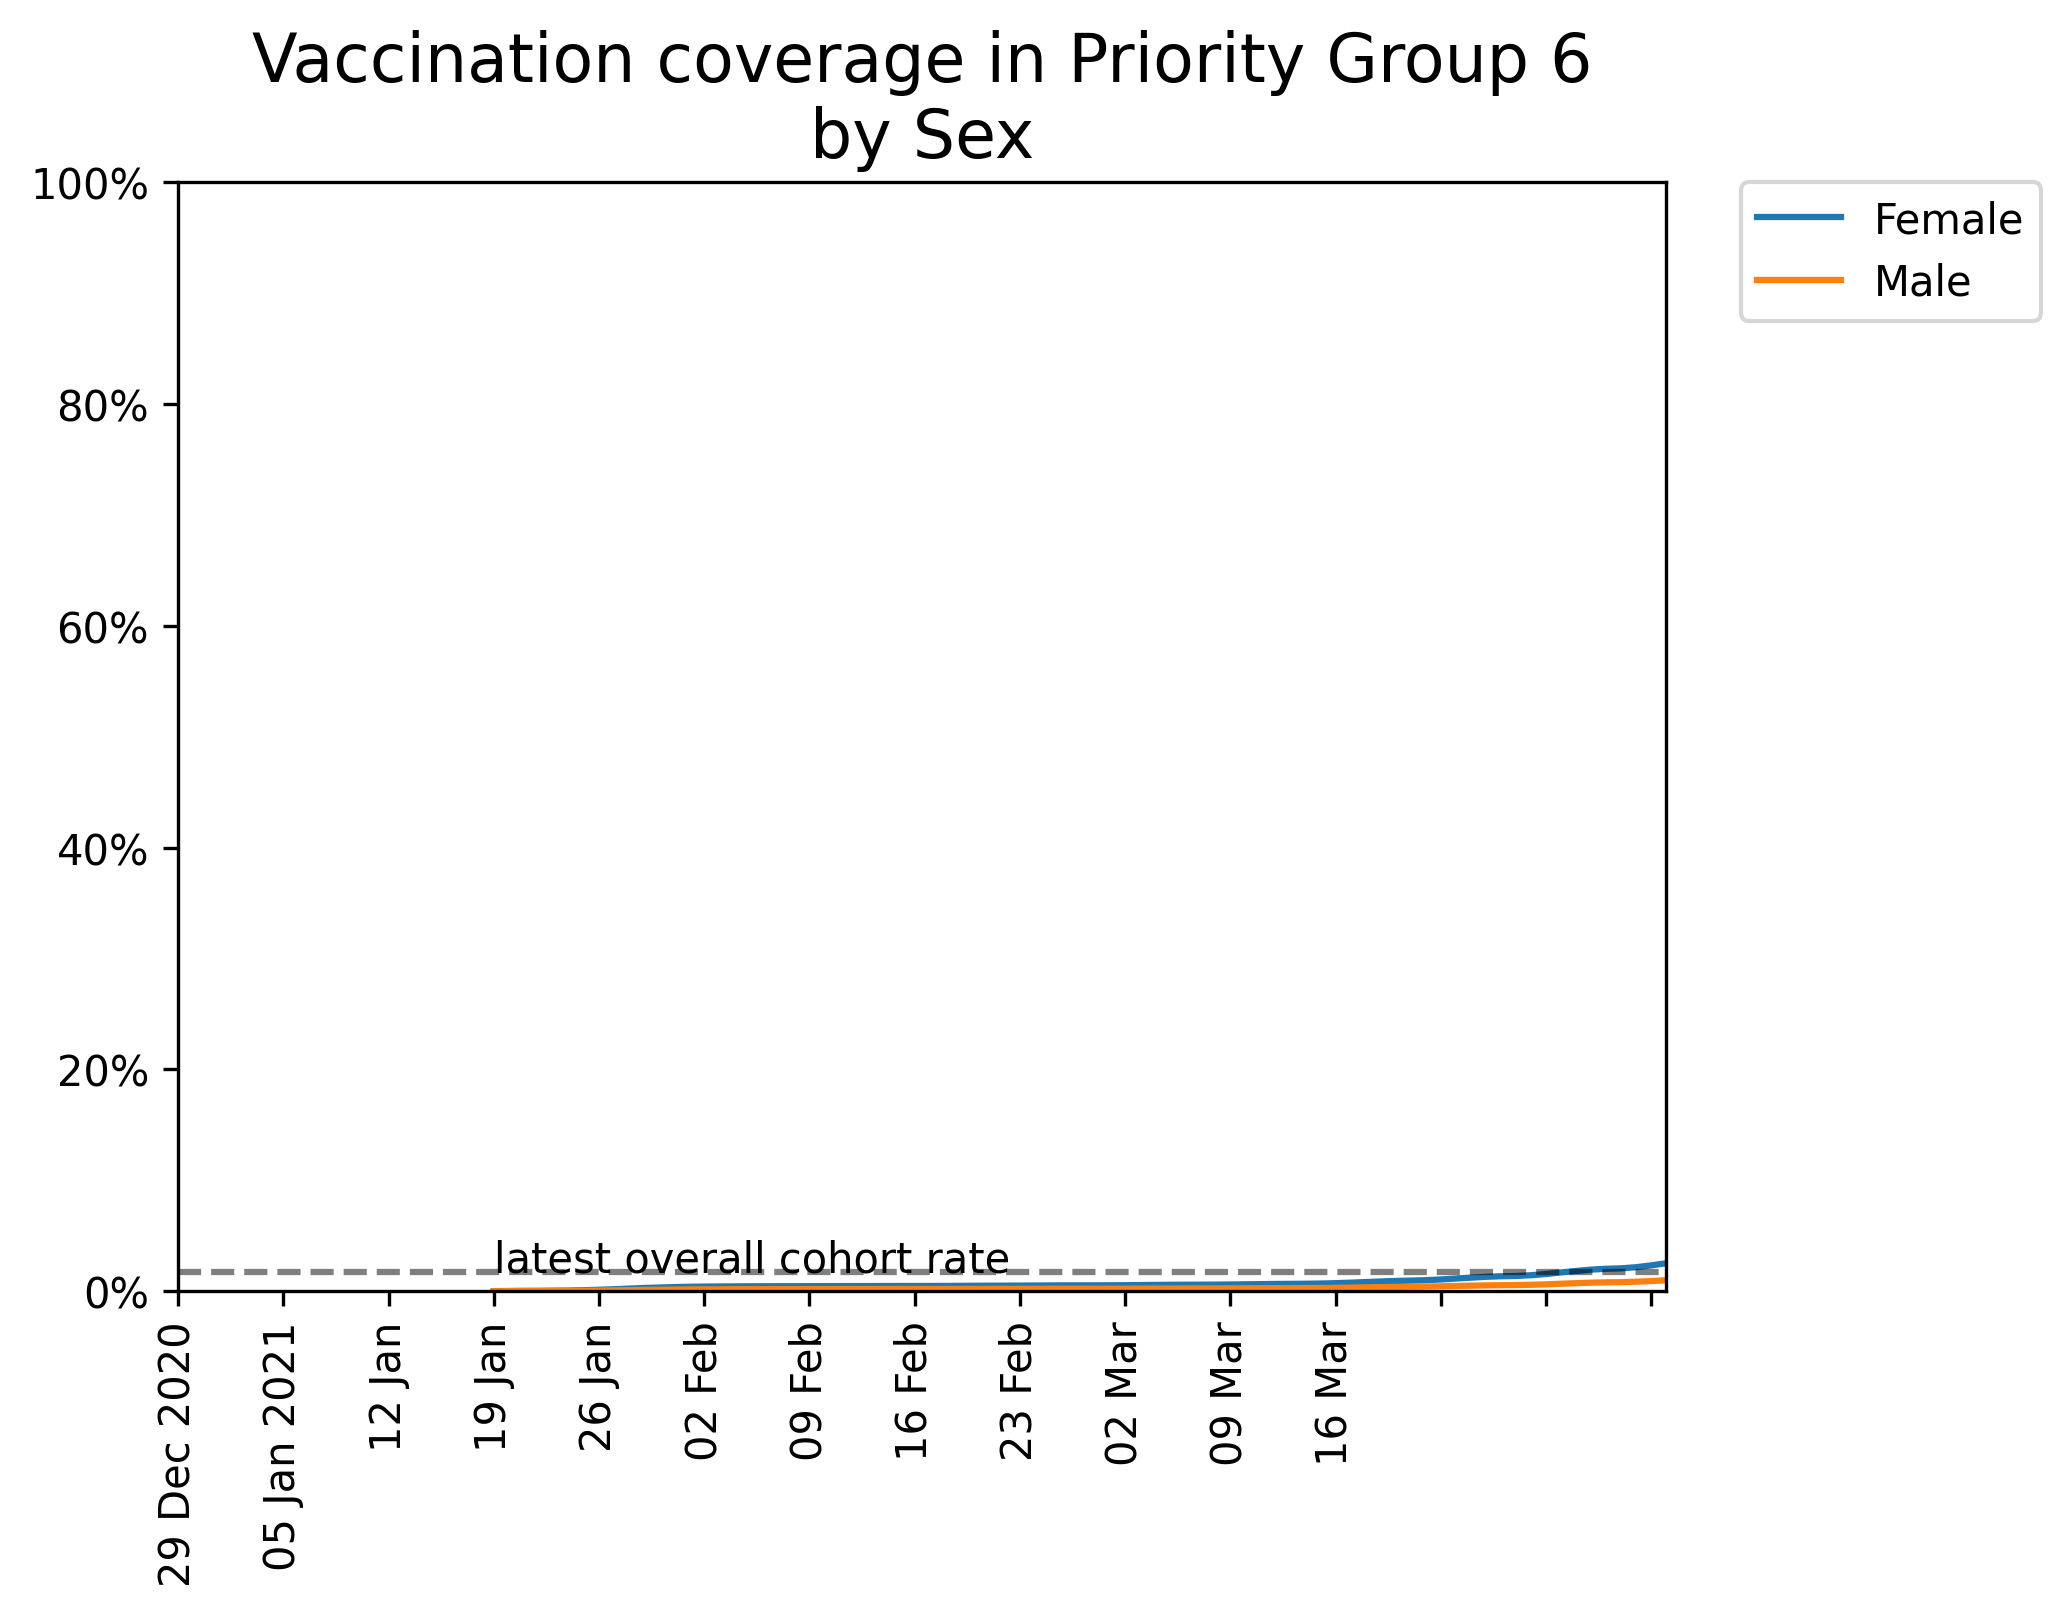 Vaccination coverage in Priority Group 6
by Sex
100%
80%
60%
40%
20%
0%
Female
Male
latest overall cohort rate
29 Dec 2020
05 Jan 2021
12 Jan
19 Jan
26 Jan
02 Feb
09 Feb
16 Feb
23 Feb
02 Mar
09 Mar
16 Mar